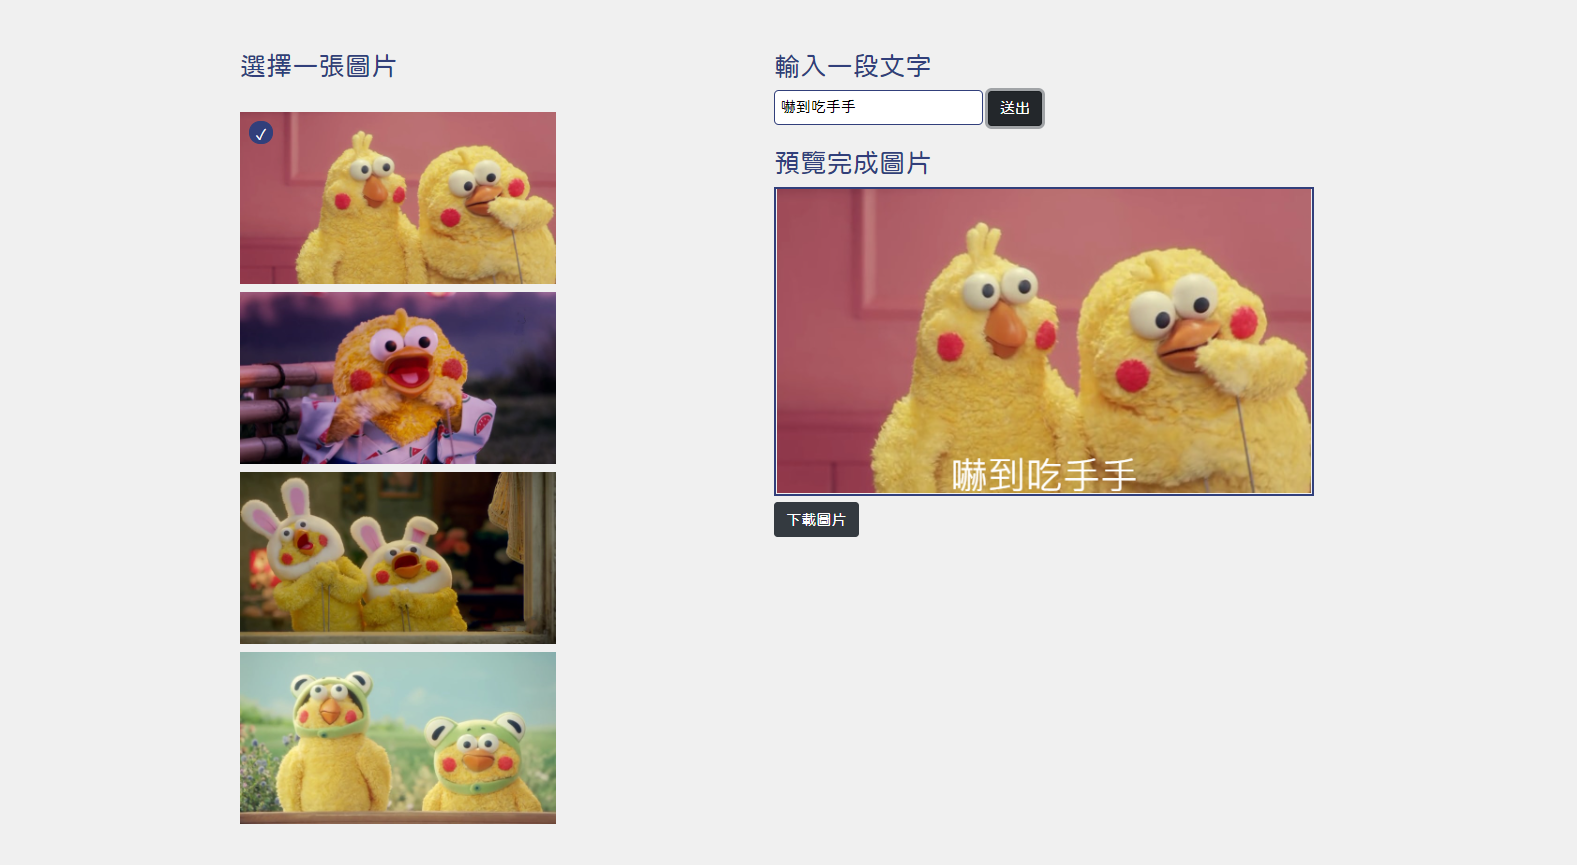 選擇一張圖片
輸入一段文字
嚇到吃手手
送出
預覽完成圖片
嚇到吃手手
下載圖片